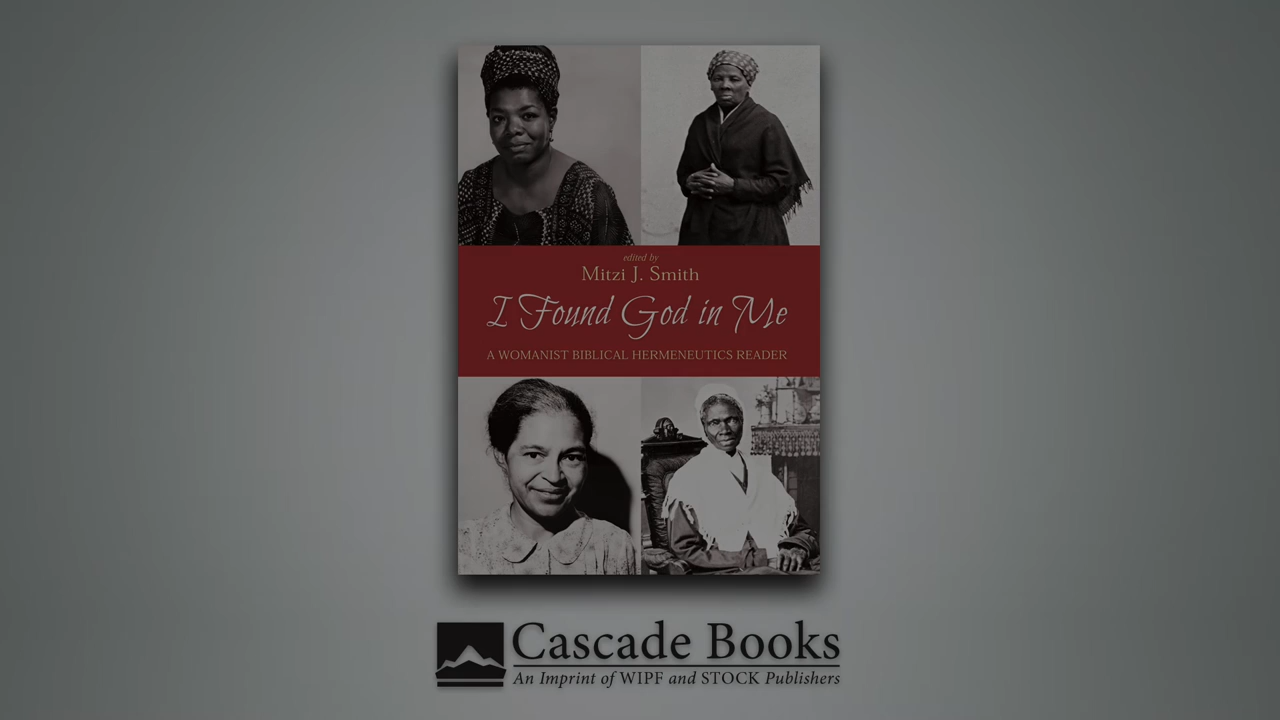 edited by
Mitzi J. Smith
I Found God in Me
A WOMANIST BIBLICAL HERMENEUTICS READER
Cascade Books
An Imprint of WIPF and STOCK Publishers